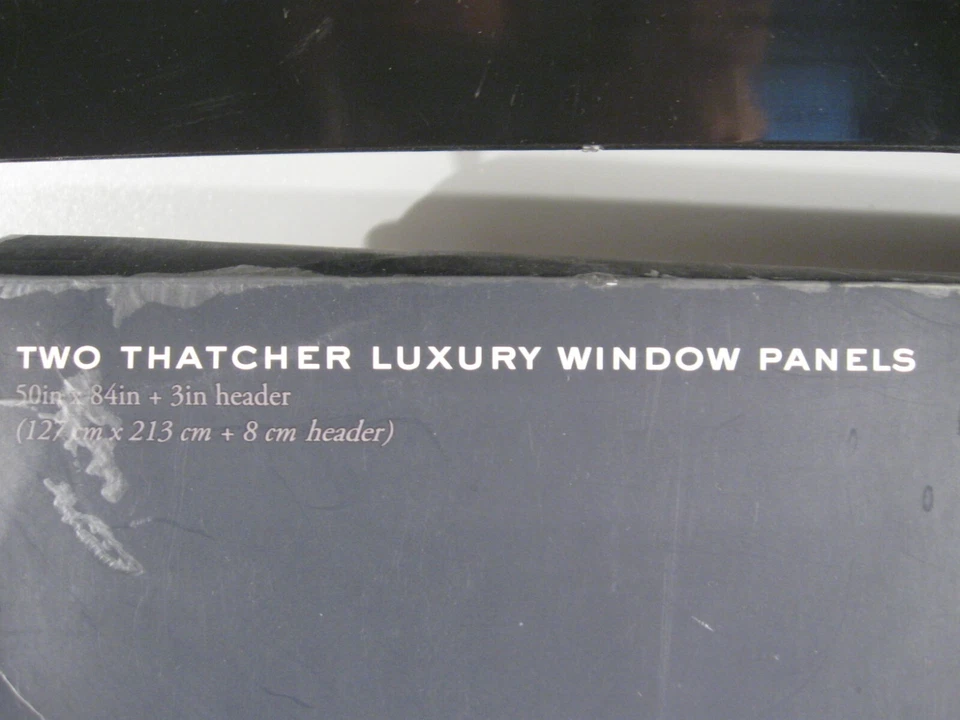 TWO THATCHER LUXURY WINDOW PANELS
50in x 84in + 3in header
(127 cm x 213 cm + 8 cm header)